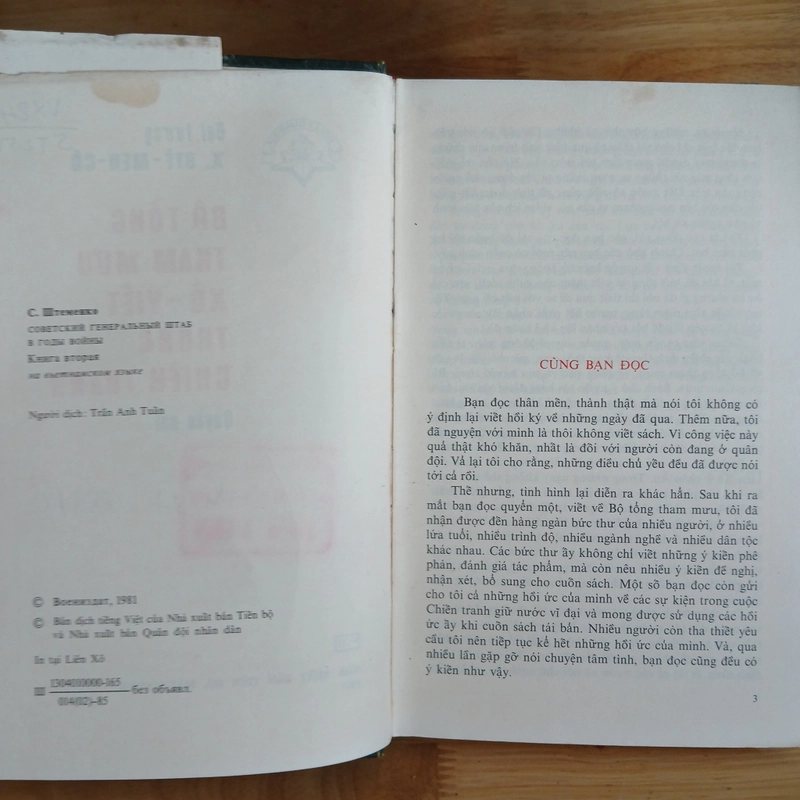 С. Штеменко
СОВЕТСКИЙ ГЕНЕРАЛЬНЫЙ ШТАБ
В ГОДЫ ВОЙНЫ
Книга вторая
на вьетнамском языке
Người dịch: Trần Anh Tuấn
© Воениздат, 1981
© Bản dịch tiếng Việt của Nhà xuất bản Tiến bộ
và Nhà xuất bản Quân đội nhân dân
In tại Liên Xô
Ш 1304010000-165
014(02)-85 без объявл.
CÙNG BẠN ĐỌC
Bạn đọc thân mến, thành thật mà nói tôi không có
ý định lại viết hồi ký về những ngày đã qua. Thêm nữa, tôi
đã nguyện với mình là thôi không viết sách. Vì công việc này
quả thật khó khăn, nhất là đối với người còn đang ở quân
đội. Vả lại tôi cho rằng, những điều chủ yếu đều đã được nói
tới cả rồi.
Thế nhưng, tình hình lại diễn ra khác hẳn. Sau khi ra
mắt bạn đọc quyển một, viết về Bộ tổng tham mưu, tôi đã
nhận được đến hàng ngàn bức thư của nhiều người, ở nhiều
lứa tuổi, nhiều trình độ, nhiều ngành nghề và nhiều dân tộc
khác nhau. Các bức thư ấy không chỉ viết những ý kiến phê
phán, đánh giá tác phẩm, mà còn nêu nhiều ý kiến đề nghị,
nhận xét, bổ sung cho cuốn sách. Một số bạn đọc còn gửi
cho tôi cả những hồi ức của mình về các sự kiện trong cuộc
Chiến tranh giữ nước vĩ đại và mong được sử dụng các hồi
ức ấy khi cuốn sách tái bản. Nhiều người còn tha thiết yêu
cầu tôi nên tiếp tục kể hết những hồi ức của mình. Và, qua
nhiều lần gặp gỡ nói chuyện tâm tình, bạn đọc cũng đều có
ý kiến như vậy.
3